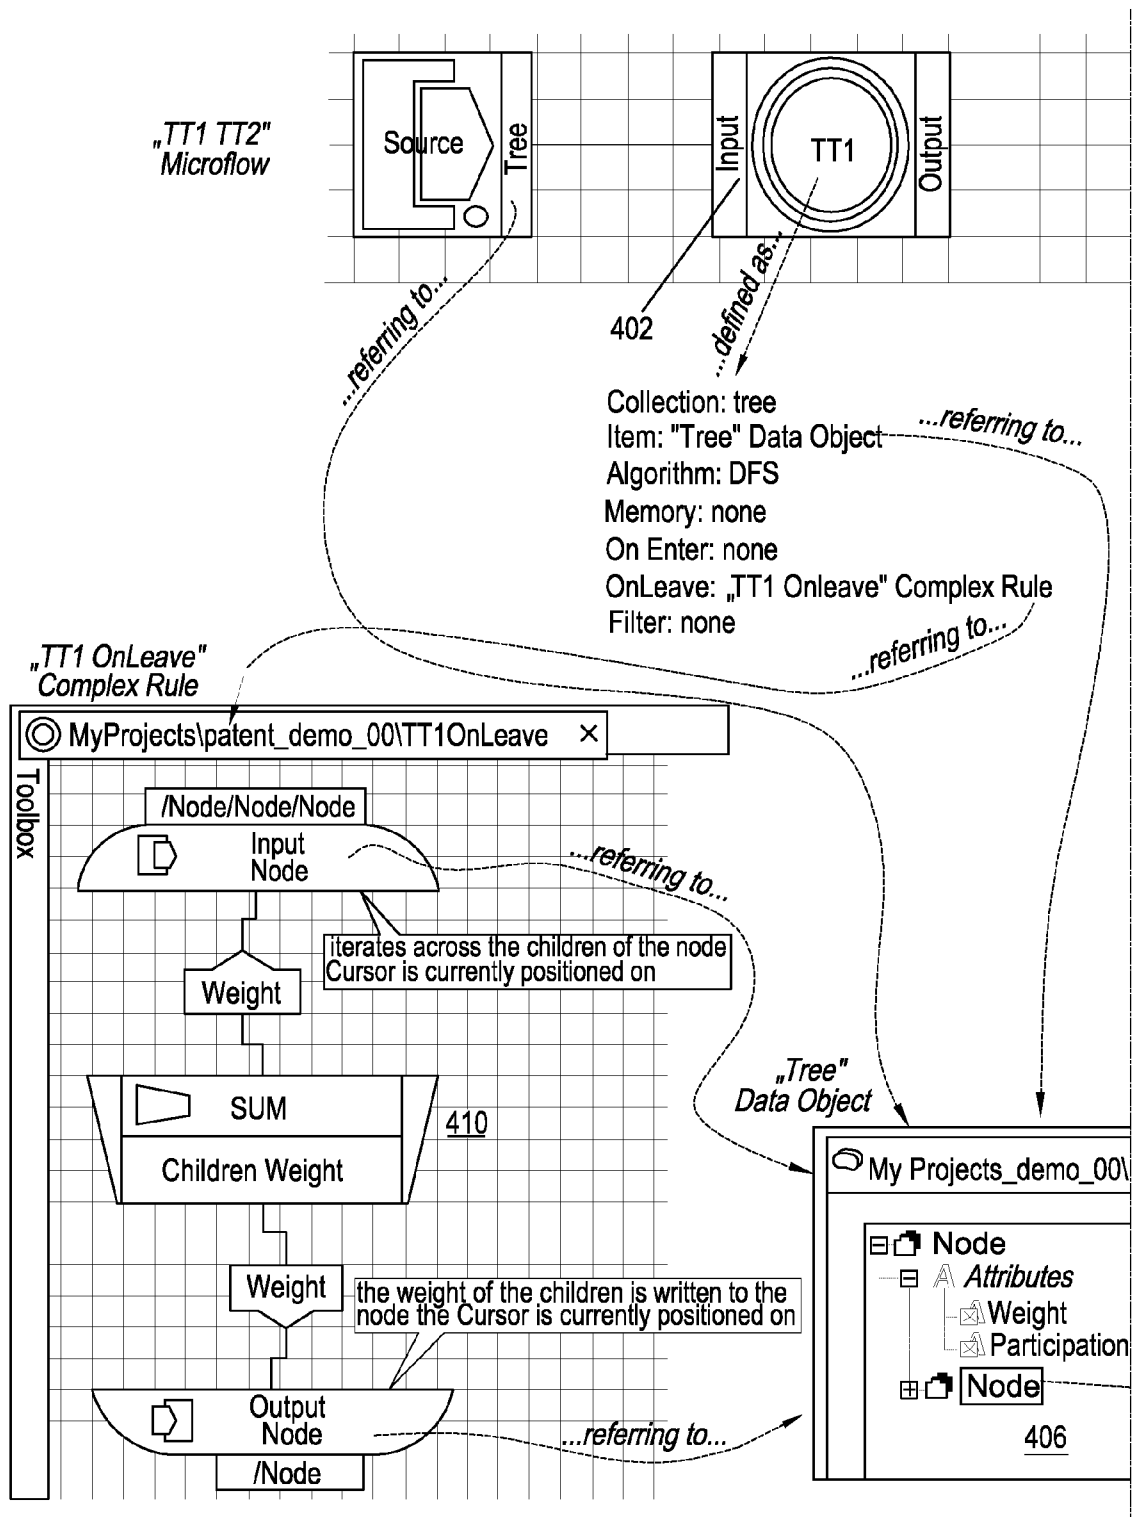 „TT1 TT2"
Microflow
Source
Tree
Input
TT1
Output
...referring to...
402
...defined as...
Collection: tree
Item: "Tree" Data Object
...referring to...
Algorithm: DFS
Memory: none
On Enter: none
OnLeave: „TT1 Onleave" Complex Rule
Filter: none
...referring to...
„TT1 OnLeave"
Complex Rule
MyProjects\patent_demo_00\TT1OnLeave ×
Toolbox
/Node/Node/Node
Input
Node
...referring to...
iterates across the children of the node
Cursor is currently positioned on
Weight
SUM
410
Children Weight
„Tree"
Data Object
My Projects_demo_00\
Node
A Attributes
Weight
Participation
Node
406
Weight
the weight of the children is written to the
node the Cursor is currently positioned on
Output
Node
...referring to...
/Node